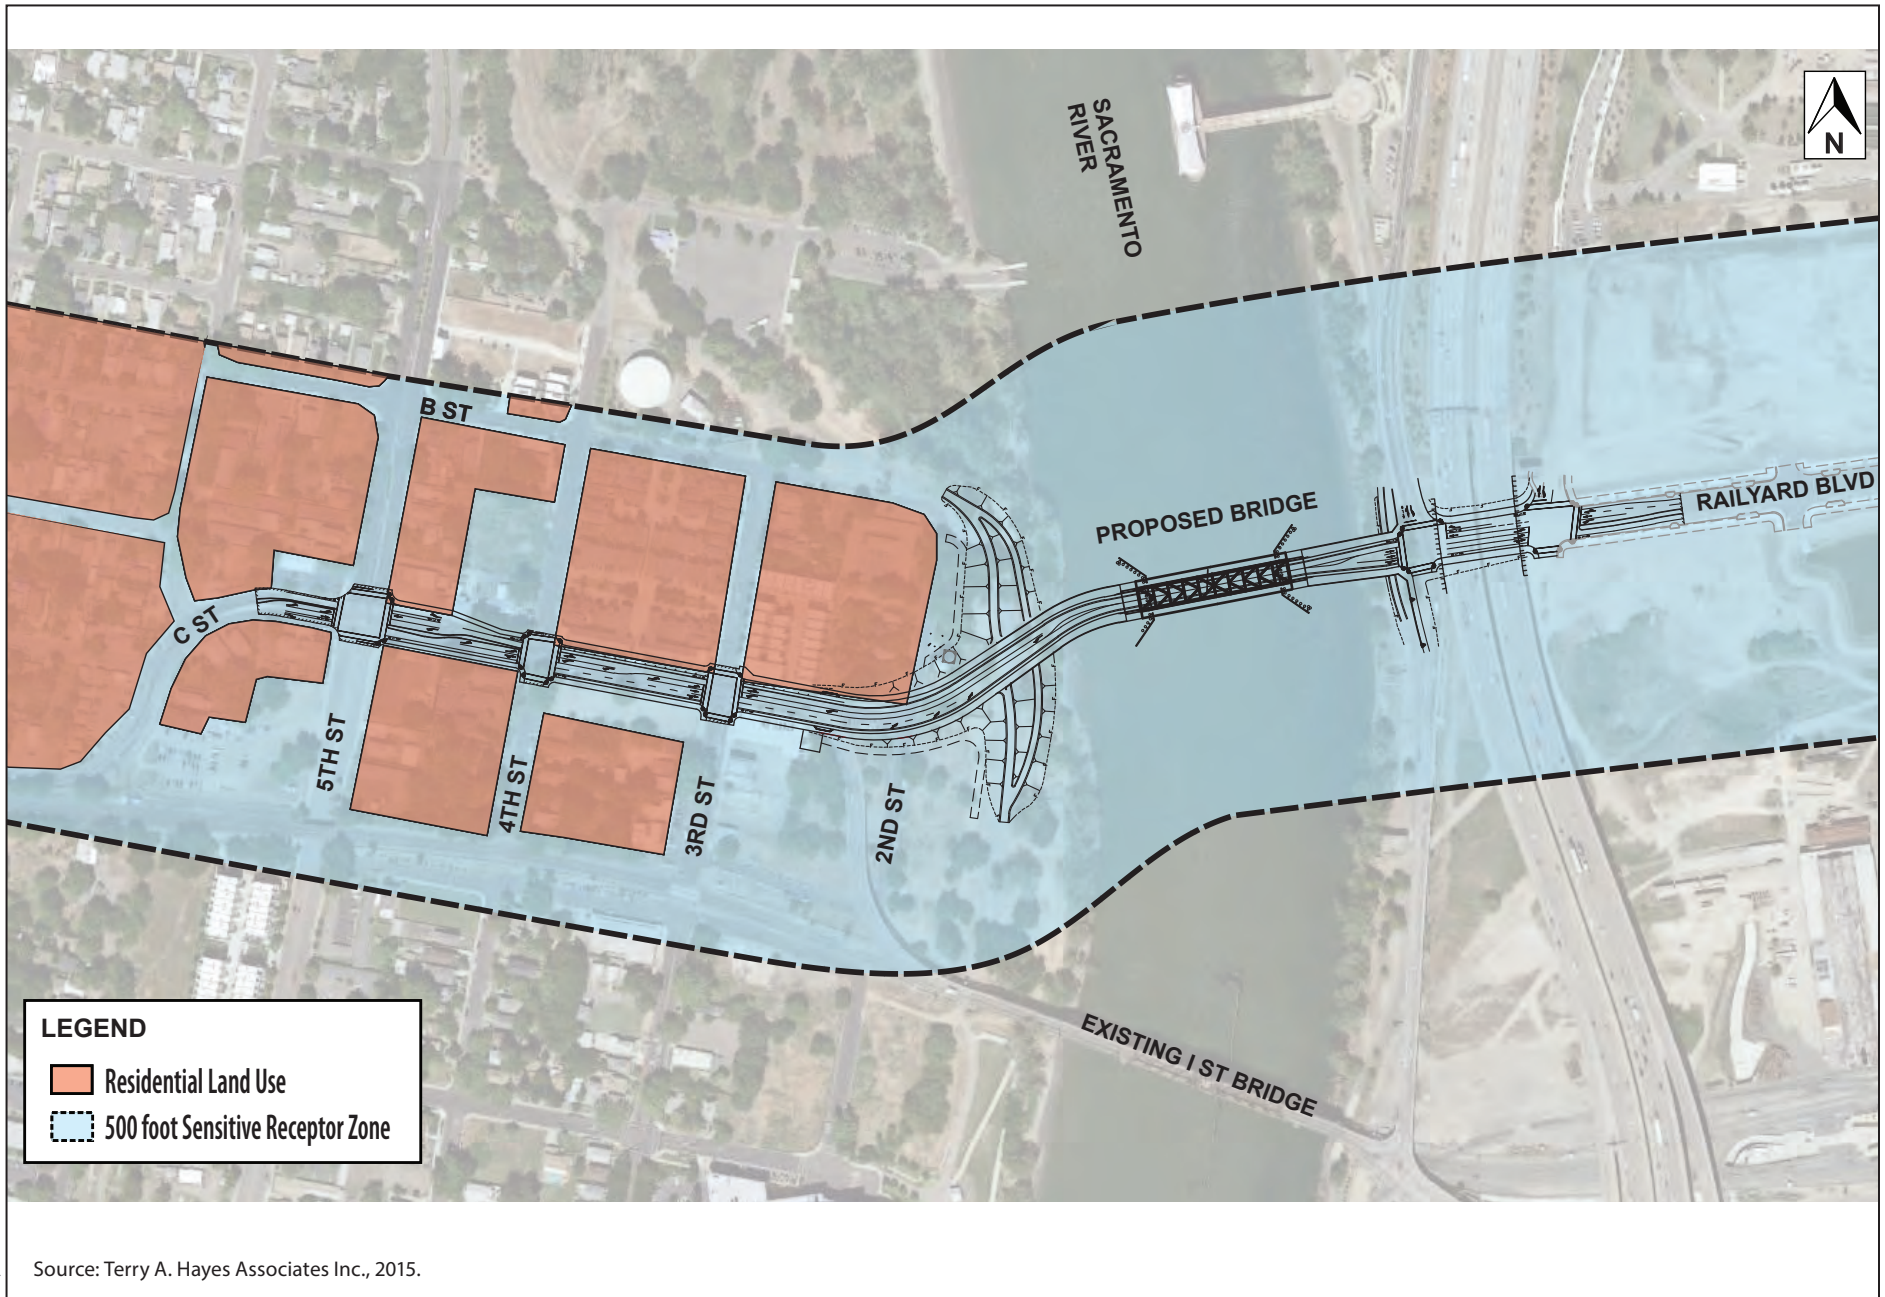 SACRAMENTO
RIVER
N
B ST
PROPOSED BRIDGE
RAILYARD BLVD
C ST
5TH ST
4TH ST
3RD ST
2ND ST
EXISTING I ST BRIDGE
LEGEND
Residential Land Use
500 foot Sensitive Receptor Zone
Source: Terry A. Hayes Associates Inc., 2015.